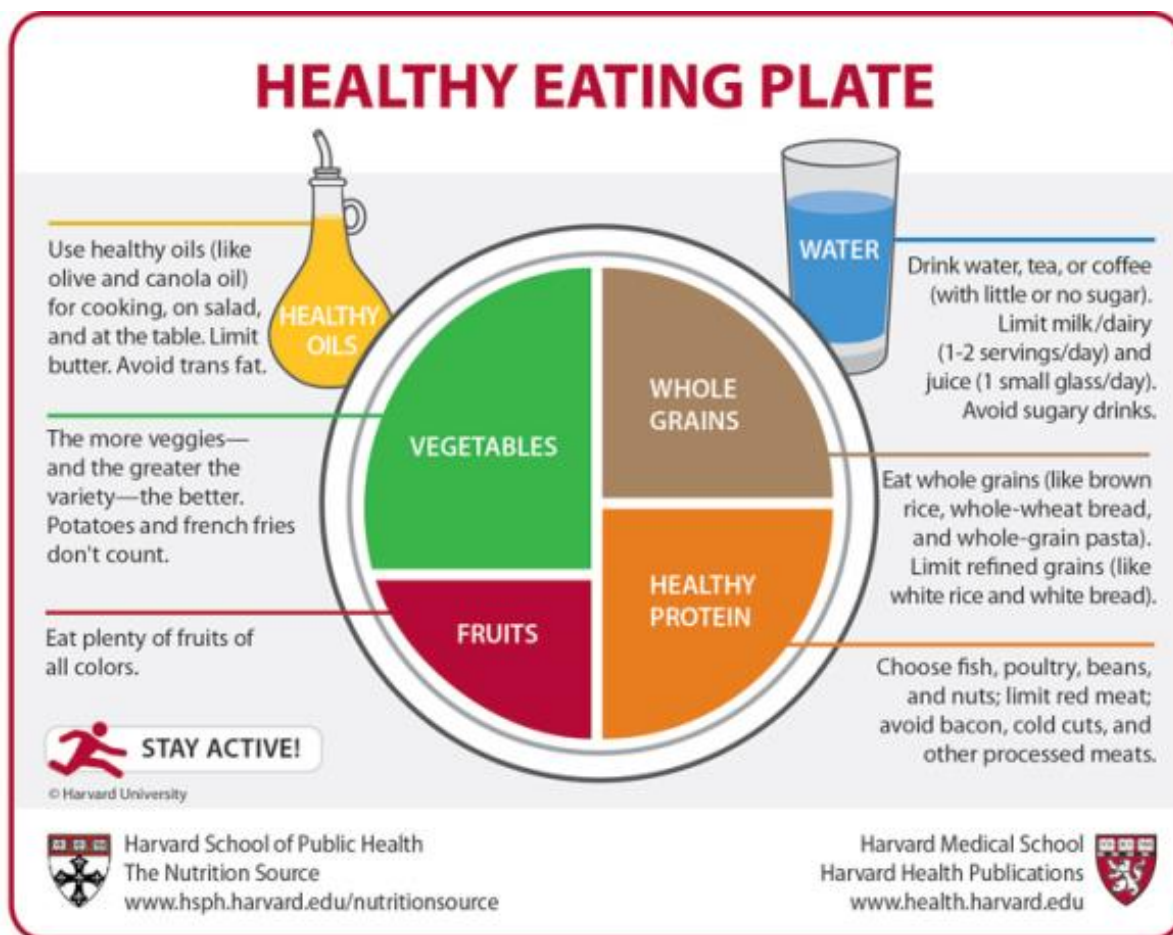 HEALTHY EATING PLATE
Use healthy oils (like
olive and canola oil)
for cooking, on salad,
and at the table. Limit
butter. Avoid trans fat.
HEALTHY
OILS
WATER
Drink water, tea, or coffee
(with little or no sugar).
Limit milk/dairy
(1-2 servings/day) and
juice (1 small glass/day).
Avoid sugary drinks.
The more veggies—
and the greater the
variety—the better.
Potatoes and french fries
don't count.
VEGETABLES
WHOLE
GRAINS
Eat whole grains (like brown
rice, whole-wheat bread,
and whole-grain pasta).
Limit refined grains (like
white rice and white bread).
Eat plenty of fruits of
all colors.
FRUITS
HEALTHY
PROTEIN
Choose fish, poultry, beans,
and nuts; limit red meat;
avoid bacon, cold cuts, and
other processed meats.
STAY ACTIVE!
© Harvard University
Harvard School of Public Health
The Nutrition Source
www.hsph.harvard.edu/nutritionsource
Harvard Medical School
Harvard Health Publications
www.health.harvard.edu